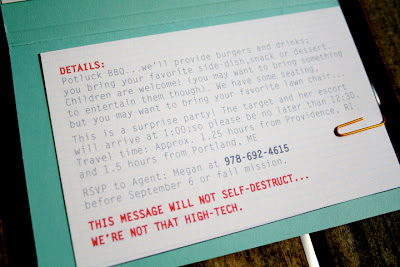 DETAILS:
Potluck BBQ...we'll provide burgers and drinks;
you bring your favorite side-dish,snack or dessert.
Children are welcome! (you may want to bring something
to entertain them though). We have some seating,
but you may want to bring your favorite lawn chair...
This is a surprise party! The target and her escort
will arrive at 1:00:so please be no later than 12:30.
Travel time: Approx. 1.25 hours from Providence, RI
and 1.5 hours from Portland, ME
RSVP to Agent: Megan at 978-692-4615
before September 6 or fail mission.
THIS MESSAGE WILL NOT SELF-DESTRUCT...
WE'RE NOT THAT HIGH-TECH.